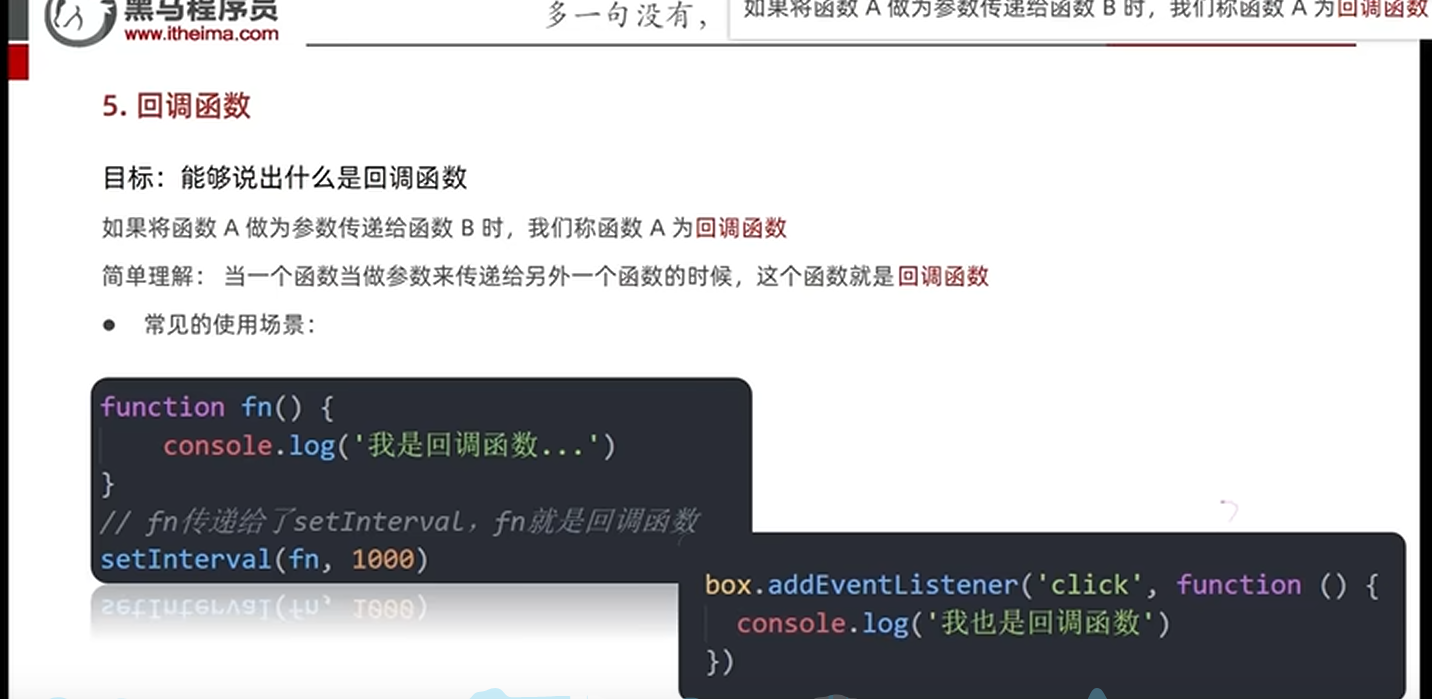 黑马程序员
www.itheima.com
多一句没有，
如果将函数 A 做为参数传递给函数 B 时，我们称函数 A 为回调函数
5. 回调函数
目标：能够说出什么是回调函数
如果将函数 A 做为参数传递给函数 B 时，我们称函数 A 为回调函数
简单理解： 当一个函数当做参数来传递给另外一个函数的时候，这个函数就是回调函数
● 常见的使用场景：
function fn() {
console.log('我是回调函数...')
}
// fn传递给了setInterval，fn就是回调函数
setInterval(fn, 1000)
box.addEventListener('click', function () {
console.log('我也是回调函数')
})